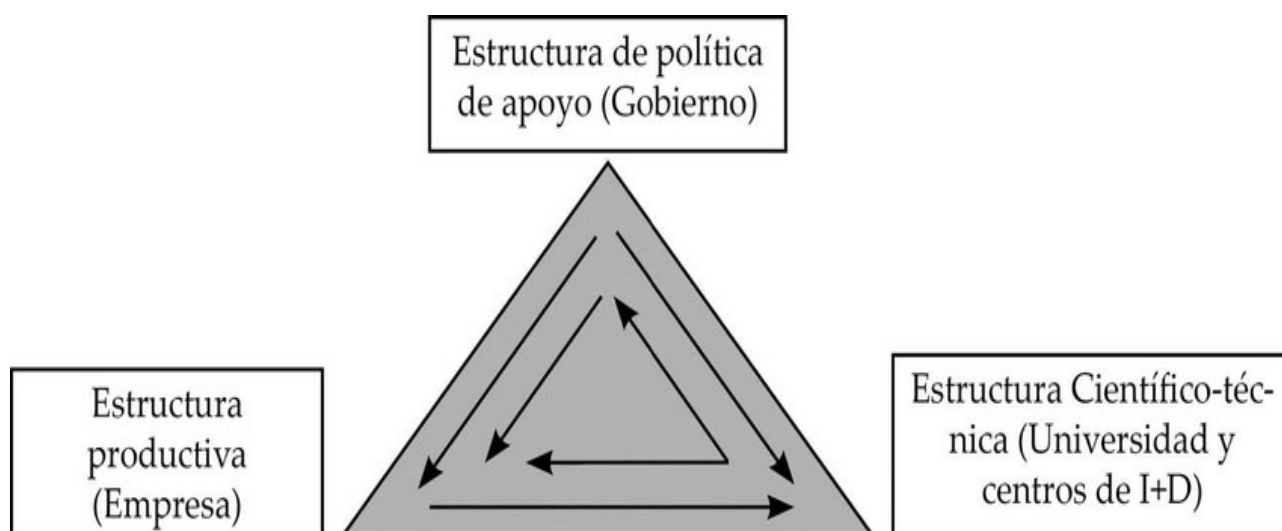 Estructura de política
de apoyo (Gobierno)
Estructura
productiva
(Empresa)
Estructura Científico-téc-
nica (Universidad y
centros de I+D)